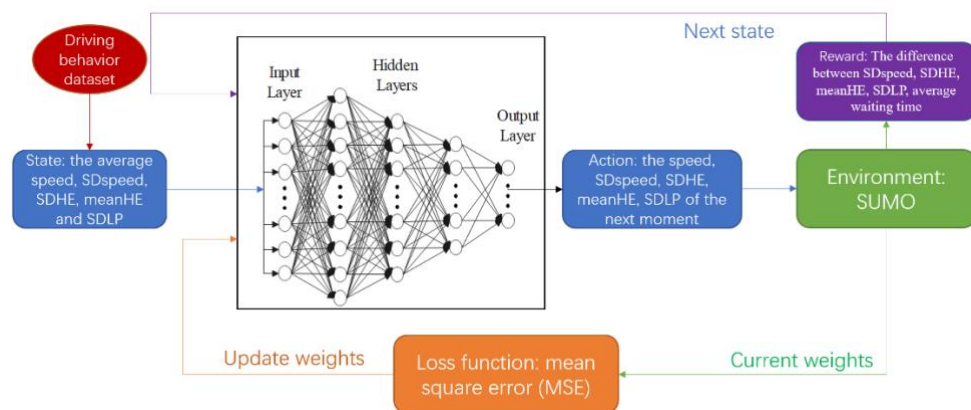 Driving
behavior
dataset
State: the average
speed, SDspeed,
SDHE, meanHE
and SDLP
Input
Layer
Hidden
Layers
Output
Layer
Action: the speed,
SDspeed, SDHE,
meanHE, SDLP of the
next moment
Next state
Reward: The difference
between SDspeed, SDHE,
meanHE, SDLP, average
waiting time
Environment:
SUMO
Update weights
Loss function: mean
square error (MSE)
Current weights